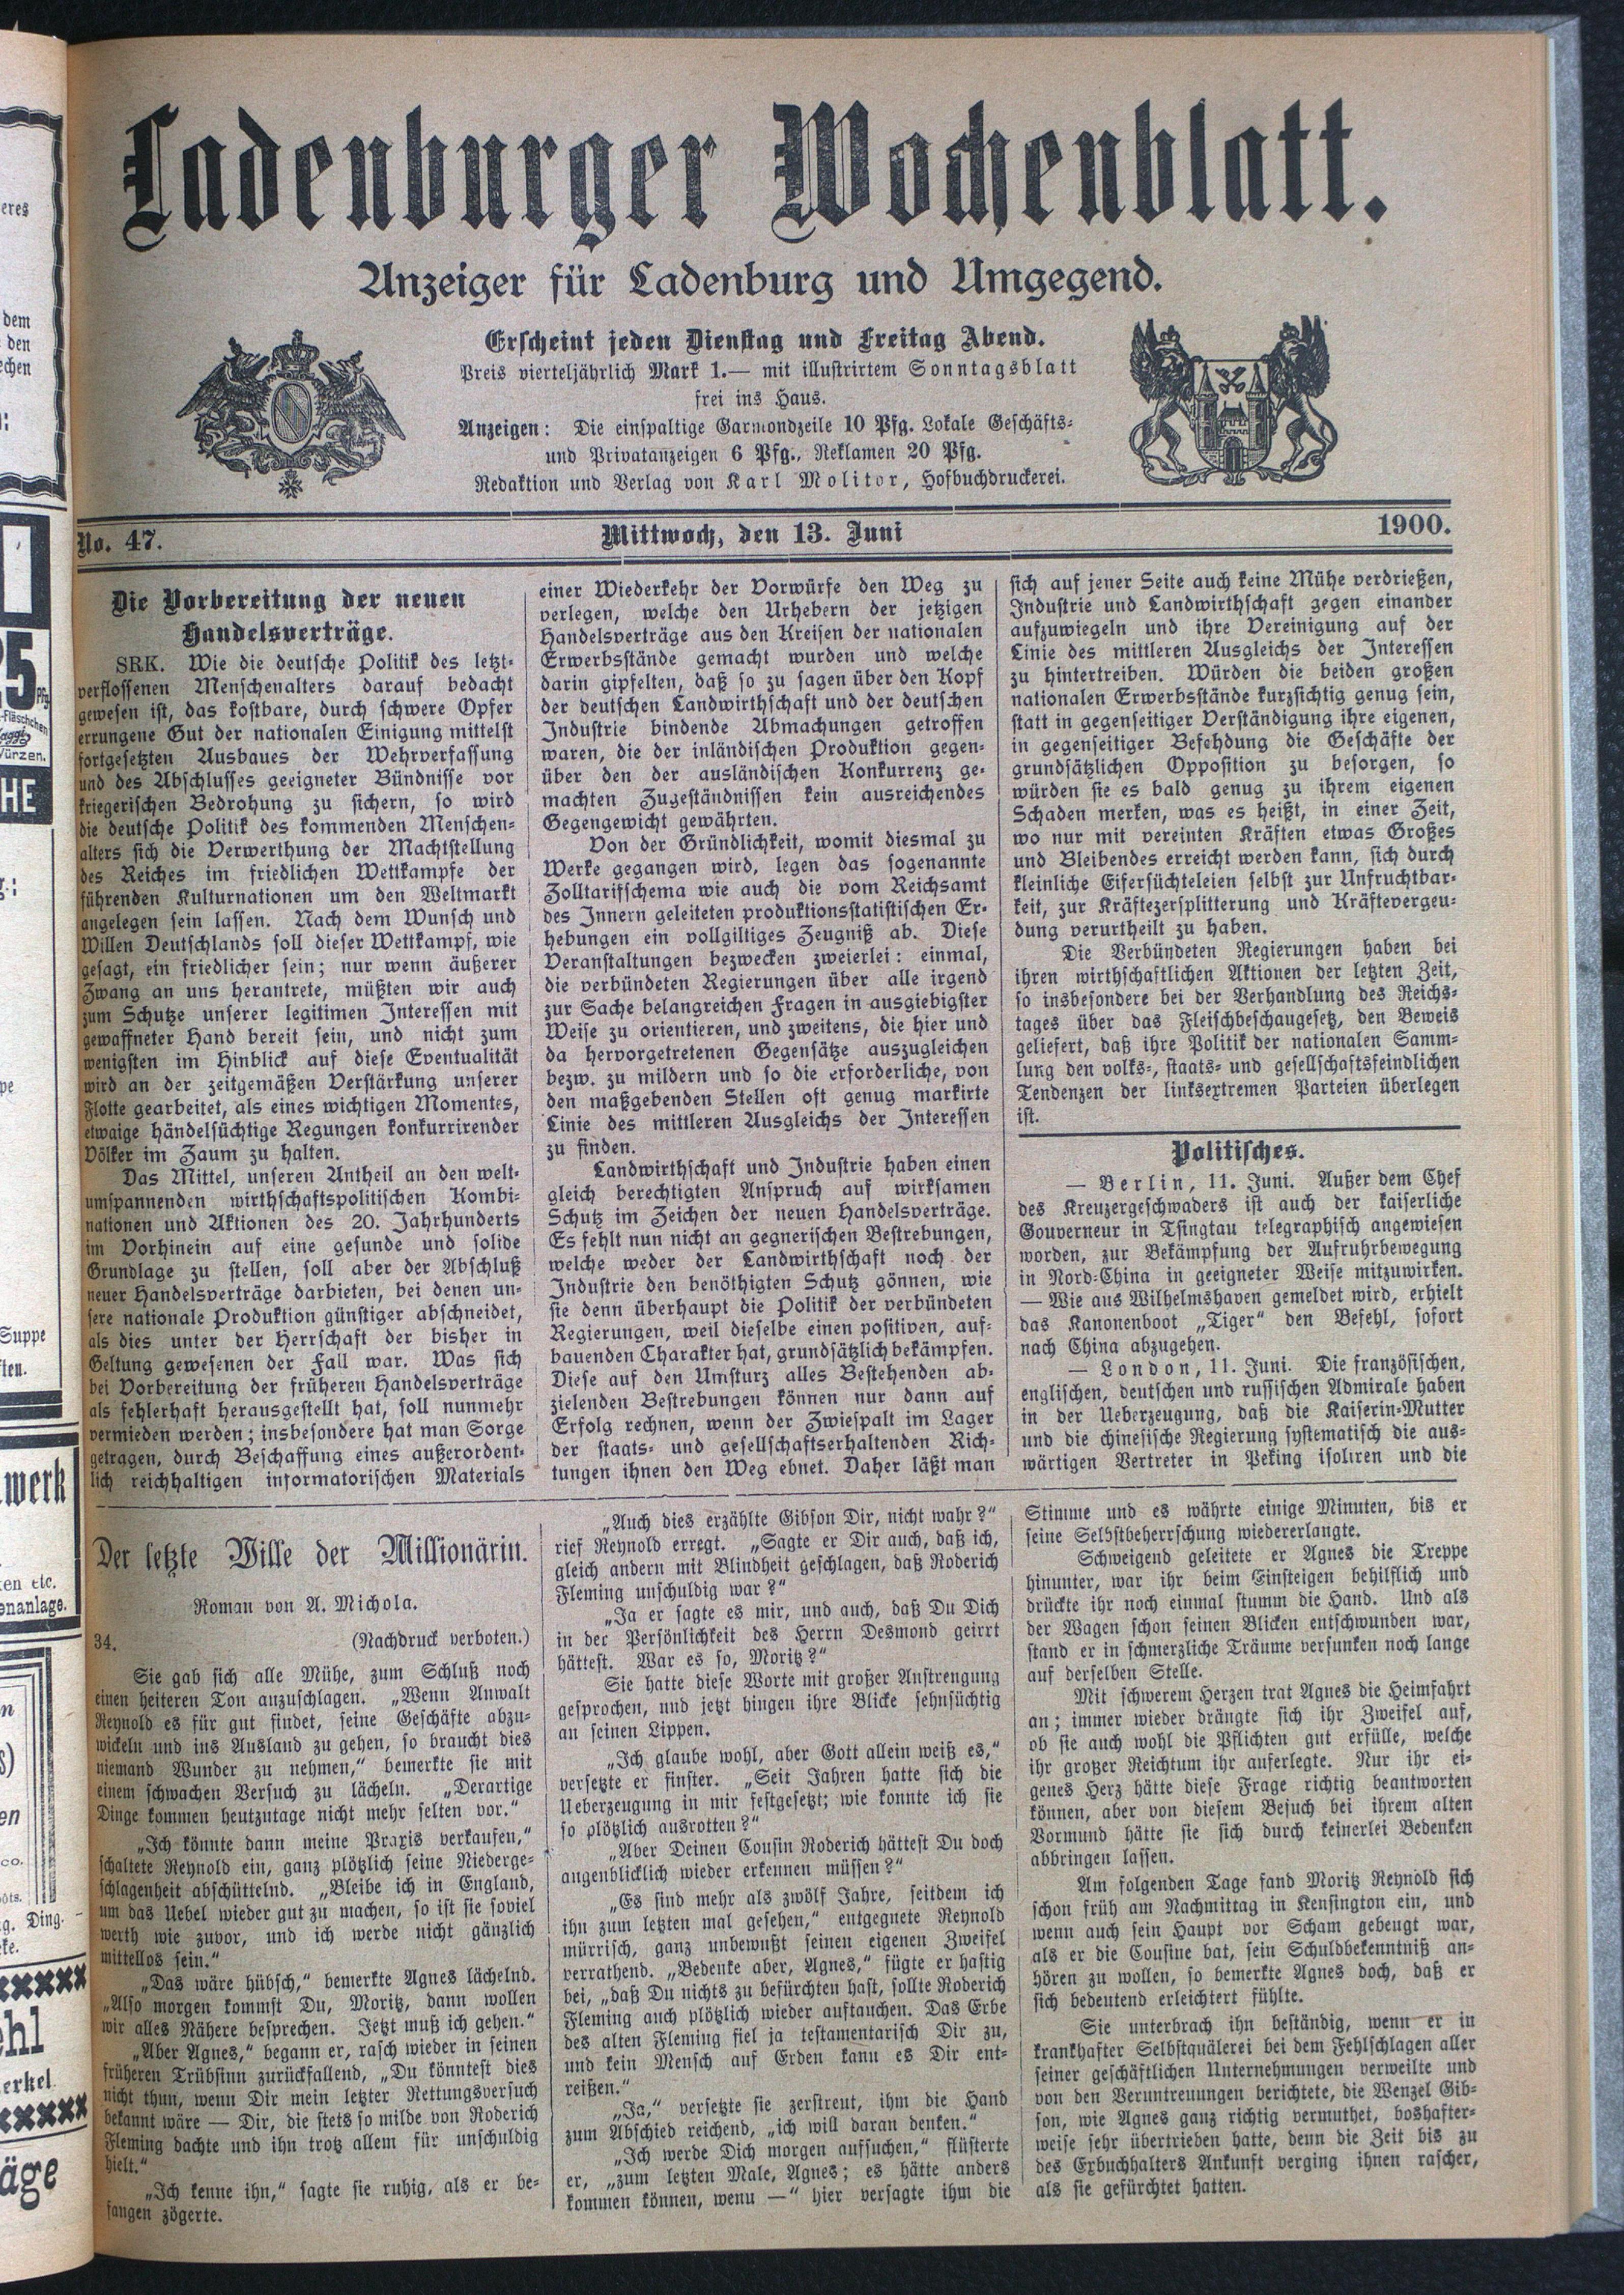 Ladenburger Wochenblatt.
Anzeiger für Ladenburg und Umgegend.
Erscheint jeden Dienstag und Freitag Abend.
Preis vierteljährlich Mark 1.— mit illustrirtem Sonntagsblatt
frei ins Haus.
Anzeigen: Die einspaltige Garmondzeile 10 Pfg. Lokale Geschäfts-
und Privatanzeigen 6 Pfg., Reklamen 20 Pfg.
Redaktion und Verlag von Karl Molitor, Hofbuchdruckerei.
No. 47.
Mittwoch, den 13. Juni
1900.
Die Vorbereitung der neuen
Handelsverträge.
SRK. Wie die deutsche Politik des letzt-
verflossenen Menschenalters darauf bedacht
gewesen ist, das kostbare, durch schwere Opfer
errungene Gut der nationalen Einigung mittelst
fortgesetzten Ausbaues der Wehrverfassung
und des Abschlusses geeigneter Bündnisse vor
kriegerischen Bedrohung zu sichern, so wird
die deutsche Politik des kommenden Menschen-
alters sich die Verwerthung der Machtstellung
des Reiches im friedlichen Wettkampfe der
führenden Kulturnationen um den Weltmarkt
angelegen sein lassen. Nach dem Wunsch und
Willen Deutschlands soll dieser Wettkampf, wie
gesagt, ein friedlicher sein; nur wenn äußerer
Zwang an uns herantrete, müßten wir auch
zum Schutze unserer legitimen Interessen mit
gewaffneter Hand bereit sein, und nicht zum
wenigsten im Hinblick auf diese Eventualität
wird an der zeitgemäßen Verstärkung unserer
Flotte gearbeitet, als eines wichtigen Momentes,
etwaige händelsüchtige Regungen konkurrirender
Völker im Zaum zu halten.
Das Mittel, unseren Antheil an den welt-
umspannenden wirthschaftspolitischen Kombi-
nationen und Aktionen des 20. Jahrhunderts
im Vorhinein auf eine gesunde und solide
Grundlage zu stellen, soll aber der Abschluß
neuer Handelsverträge darbieten, bei denen un-
sere nationale Produktion günstiger abschneidet,
als dies unter der Herrschaft der bisher in
Geltung gewesenen der Fall war. Was sich
bei Vorbereitung der früheren Handelsverträge
als fehlerhaft herausgestellt hat, soll nunmehr
vermieden werden; insbesondere hat man Sorge
getragen, durch Beschaffung eines außerordent-
lich reichhaltigen informatorischen Materials
einer Wiederkehr der Vorwürfe den Weg zu
verlegen, welche den Urhebern der jetzigen
Handelsverträge aus den Kreisen der nationalen
Erwerbsstände gemacht wurden und welche
darin gipfelten, daß so zu sagen über den Kopf
der deutschen Landwirthschaft und der deutschen
Industrie bindende Abmachungen getroffen
waren, die der inländischen Produktion gegen-
über den der ausländischen Konkurrenz ge-
machten Zugeständnissen kein ausreichendes
Gegengewicht gewährten.
Von der Gründlichkeit, womit diesmal zu
Werke gegangen wird, legen das sogenannte
Zolltarifschema wie auch die vom Reichsamt
des Innern geleiteten produktionsstatistischen Er-
hebungen ein vollgiltiges Zeugniß ab. Diese
Veranstaltungen bezwecken zweierlei: einmal,
die verbündeten Regierungen über alle irgend
zur Sache belangreichen Fragen in ausgiebigster
Weise zu orientieren, und zweitens, die hier und
da hervorgetretenen Gegensätze auszugleichen
bezw. zu mildern und so die erforderliche, von
den maßgebenden Stellen oft genug markirte
Linie des mittleren Ausgleichs der Interessen
zu finden.
Landwirthschaft und Industrie haben einen
gleich berechtigten Anspruch auf wirksamen
Schutz im Zeichen der neuen Handelsverträge.
Es fehlt nun nicht an gegnerischen Bestrebungen,
welche weder der Landwirthschaft noch der
Industrie den benöthigten Schutz gönnen, wie
sie denn überhaupt die Politik der verbündeten
Regierungen, weil dieselbe einen positiven, auf-
bauenden Charakter hat, grundsätzlich bekämpfen.
Diese auf den Umsturz alles Bestehenden ab-
zielenden Bestrebungen können nur dann auf
Erfolg rechnen, wenn der Zwiespalt im Lager
der staats- und gesellschaftserhaltenden Rich-
tungen ihnen den Weg ebnet. Daher läßt man
sich auf jener Seite auch keine Mühe verdrießen,
Industrie und Landwirthschaft gegen einander
aufzuwiegeln und ihre Vereinigung auf der
Linie des mittleren Ausgleichs der Interessen
zu hintertreiben. Würden die beiden großen
nationalen Erwerbsstände kurzsichtig genug sein,
statt in gegenseitiger Verständigung ihre eigenen,
in gegenseitiger Befehdung die Geschäfte der
grundsätzlichen Opposition zu besorgen, so
würden sie es bald genug zu ihrem eigenen
Schaden merken, was es heißt, in einer Zeit,
wo nur mit vereinten Kräften etwas Großes
und Bleibendes erreicht werden kann, sich durch
kleinliche Eifersüchteleien selbst zur Unfruchtbar-
keit, zur Kräftezersplitterung und Kräftevergeu-
dung verurtheilt zu haben.
Die Verbündeten Regierungen haben bei
ihren wirthschaftlichen Aktionen der letzten Zeit,
so insbesondere bei der Verhandlung des Reichs-
tages über das Fleischbeschaugesetz, den Beweis
geliefert, daß ihre Politik der nationalen Samm-
lung den volks-, staats- und gesellschaftsfeindlichen
Tendenzen der linksextremen Parteien überlegen
ist.
Politisches.
— Berlin, 11. Juni. Außer dem Chef
des Kreuzergeschwaders ist auch der kaiserliche
Gouverneur in Tsingtau telegraphisch angewiesen
worden, zur Bekämpfung der Aufruhrbewegung
in Nord-China in geeigneter Weise mitzuwirken.
— Wie aus Wilhelmshaven gemeldet wird, erhielt
das Kanonenboot „Tiger“ den Befehl, sofort
nach China abzugehen.
— London, 11. Juni. Die französischen,
englischen, deutschen und russischen Admirale haben
in der Ueberzeugung, daß die Kaiserin-Mutter
und die chinesische Regierung systematisch die aus-
wärtigen Vertreter in Peking isoliren und die
Der letzte Wille der Millionärin.
Roman von A. Michola.
34.
(Nachdruck verboten.)
Sie gab sich alle Mühe, zum Schluß noch
einen heiteren Ton anzuschlagen. „Wenn Anwalt
Reynold es für gut findet, seine Geschäfte abzu-
wickeln und ins Ausland zu gehen, so braucht dies
niemand Wunder zu nehmen,“ bemerkte sie mit
einem schwachen Versuch zu lächeln. „Derartige
Dinge kommen heutzutage nicht mehr selten vor.“
„Ich könnte dann meine Praxis verkaufen,“
schaltete Reynold ein, ganz plötzlich seine Niederge-
schlagenheit abschüttelnd. „Bleibe ich in England,
um das Uebel wieder gut zu machen, so ist sie soviel
werth wie zuvor, und ich werde nicht gänzlich
mittellos sein.“
„Das wäre hübsch,“ bemerkte Agnes lächelnd.
„Also morgen kommst Du, Moritz, dann wollen
wir alles Nähere besprechen. Jetzt muß ich gehen.“
„Aber Agnes,“ begann er, rasch wieder in seinen
früheren Trübsinn zurückfallend, „Du könntest dies
nicht thun, wenn Dir mein letzter Rettungsversuch
bekannt wäre — Dir, die stets so milde von Roderich
Fleming dachte und ihn trotz allem für unschuldig
hielt.“
„Ich kenne ihn,“ sagte sie ruhig, als er be-
fangen zögerte.
„Auch dies erzählte Gibson Dir, nicht wahr?“
rief Reynold erregt. „Sagte er Dir auch, daß ich,
gleich andern mit Blindheit geschlagen, daß Roderich
Fleming unschuldig war?“
„Ja er sagte es mir, und auch, daß Du Dich
in der Persönlichkeit des Herrn Desmond geirrt
hättest. War es so, Moritz?“
Sie hatte diese Worte mit großer Anstrengung
gesprochen, und jetzt hingen ihre Blicke sehnsüchtig
an seinen Lippen.
„Ich glaube wohl, aber Gott allein weiß es,“
versetzte er finster. „Seit Jahren hatte sich die
Ueberzeugung in mir festgesetzt; wie konnte ich sie
so plötzlich ausrotten?“
„Aber Deinen Cousin Roderich hättest Du doch
augenblicklich wieder erkennen müssen?“
„Es sind mehr als zwölf Jahre, seitdem ich
ihn zum letzten mal gesehen,“ entgegnete Reynold
mürrisch, ganz unbewußt seinen eigenen Zweifel
verrathend. „Bedenke aber, Agnes,“ fügte er hastig
bei, „daß Du nichts zu befürchten hast, sollte Roderich
Fleming auch plötzlich wieder auftauchen. Das Erbe
des alten Fleming fiel ja testamentarisch Dir zu,
und kein Mensch auf Erden kann es Dir ent-
reißen.“
„Ja,“ versetzte sie zerstreut, ihm die Hand
zum Abschied reichend, „ich will daran denken.“
„Ich werde Dich morgen aufsuchen,“ flüsterte
er, „zum letzten Male, Agnes; es hätte anders
kommen können, wenn —“ hier versagte ihm die
Stimme und es währte einige Minuten, bis er
seine Selbstbeherrschung wiedererlangte.
Schweigend geleitete er Agnes die Treppe
hinunter, war ihr beim Einsteigen behilflich und
drückte ihr noch einmal stumm die Hand. Und als
der Wagen schon seinen Blicken entschwunden war,
stand er in schmerzliche Träume versunken noch lange
auf derselben Stelle.
Mit schwerem Herzen trat Agnes die Heimfahrt
an; immer wieder drängte sich ihr Zweifel auf,
ob sie auch wohl die Pflichten gut erfülle, welche
ihr großer Reichtum ihr auferlegte. Nur ihr ei-
genes Herz hätte diese Frage richtig beantworten
können, aber von diesem Besuch bei ihrem alten
Vormund hätte sie sich durch keinerlei Bedenken
abbringen lassen.
Am folgenden Tage fand Moritz Reynold sich
schon früh am Nachmittag in Kensington ein, und
wenn auch sein Haupt vor Scham gebeugt war,
als er die Cousine bat, sein Schuldbekenntniß an-
hören zu wollen, so bemerkte Agnes doch, daß er
sich bedeutend erleichtert fühlte.
Sie unterbrach ihn beständig, wenn er in
krankhafter Selbstquälerei bei dem Fehlschlagen aller
seiner geschäftlichen Unternehmungen verweilte und
von den Veruntreuungen berichtete, die Wenzel Gib-
son, wie Agnes ganz richtig vermuthet, boshafter-
weise sehr übertrieben hatte, denn die Zeit bis zu
des Exbuchhalters Ankunft verging ihnen rascher,
als sie gefürchtet hatten.